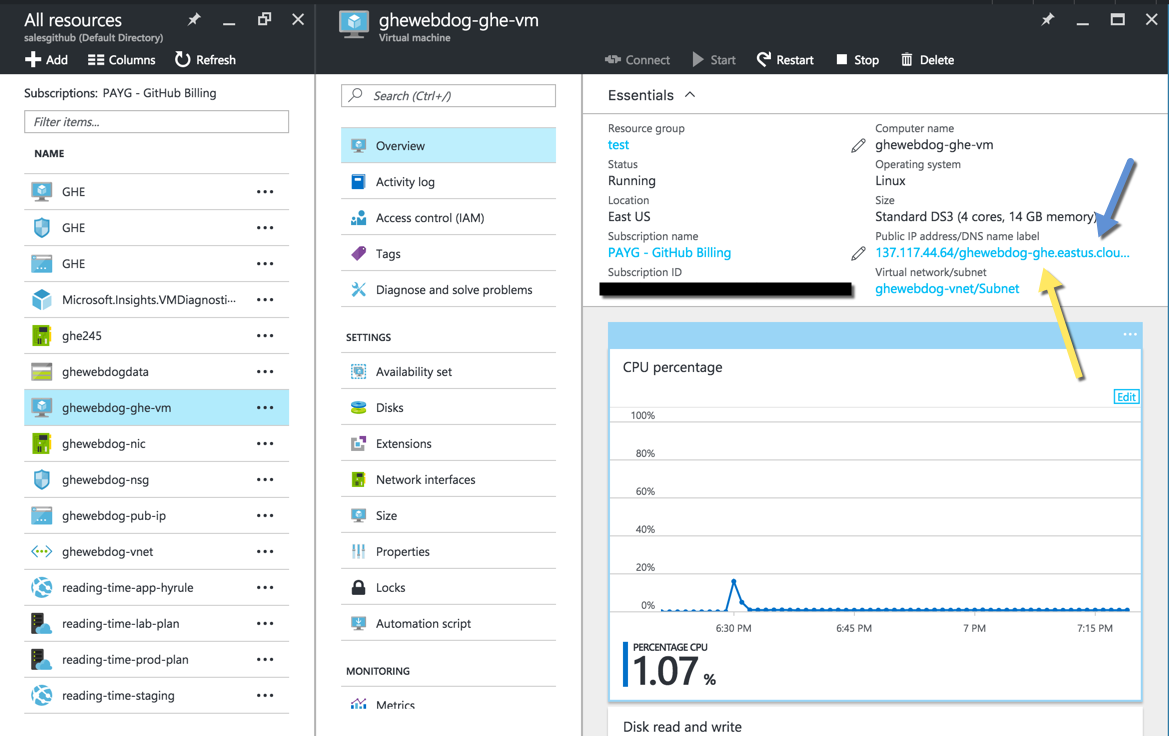 All resources
salesgithub (Default Directory)
Add Columns Refresh
Subscriptions: PAYG - GitHub Billing
Filter items...
NAME
GHE
GHE
GHE
Microsoft.Insights.VMDiagnosti...
ghe245
ghewebdogdata
ghewebdog-ghe-vm
ghewebdog-nic
ghewebdog-nsg
ghewebdog-pub-ip
ghewebdog-vnet
reading-time-app-hyrule
reading-time-lab-plan
reading-time-prod-plan
reading-time-staging
ghewebdog-ghe-vm
Virtual machine
Search (Ctrl+/)
Overview
Activity log
Access control (IAM)
Tags
Diagnose and solve problems
SETTINGS
Availability set
Disks
Extensions
Network interfaces
Size
Properties
Locks
Automation script
MONITORING
Metrics
Connect Start Restart Stop Delete
Essentials
Resource group
test
Status
Running
Location
East US
Subscription name
PAYG - GitHub Billing
Subscription ID
Computer name
ghewebdog-ghe-vm
Operating system
Linux
Size
Standard DS3 (4 cores, 14 GB memory)
Public IP address/DNS name label
137.117.44.64/ghewebdog-ghe.eastus.clou...
Virtual network/subnet
ghewebdog-vnet/Subnet
CPU percentage
Edit
100%
80%
60%
40%
20%
0%
6:30 PM 6:45 PM 7 PM 7:15 PM
PERCENTAGE CPU
1.07 %
Disk read and write